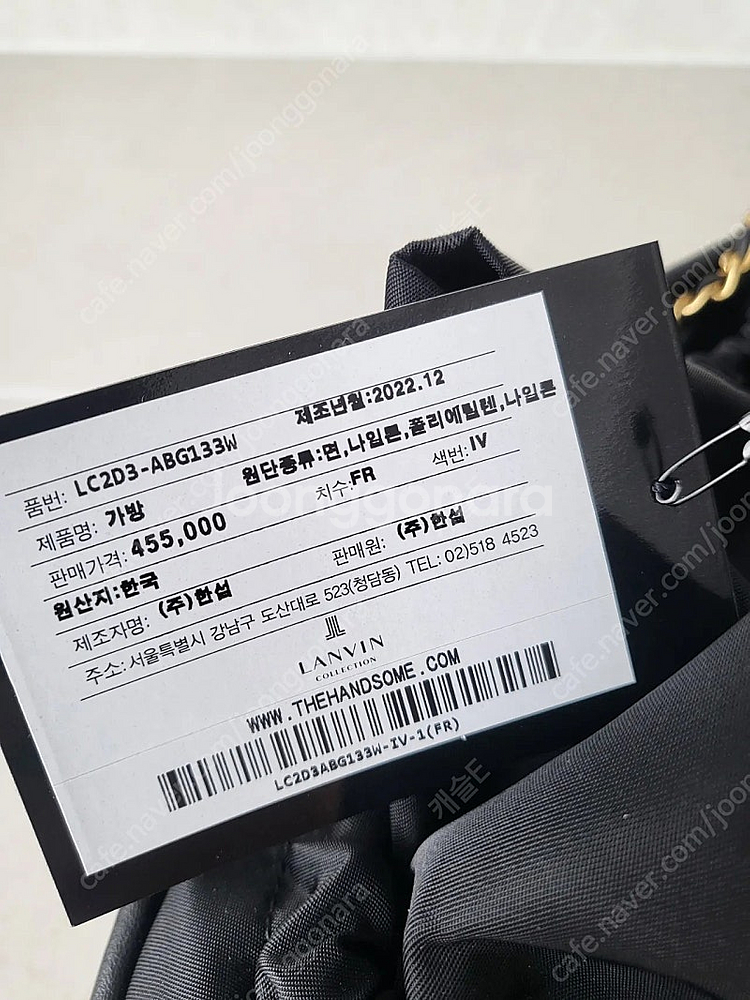 품번: LC2D3-ABG133W 제조년월:2022.12
제품명: 가방 원단종류:면,나일론,폴리에틸렌,나일론
판매가격: 455,000 치수:FR 색번:IV
원산지:한국
제조자명: (주)한섬 판매원: (주)한섬
주소: 서울특별시 강남구 도산대로 523(청담동) TEL: 02)518 4523
LANVIN
COLLECTION
WWW.THEHANDSOME.COM
LC2D3ABG133W-IV-1(FR)
Joonggonara
cafe.naver.com/joonggonara
캐슬E